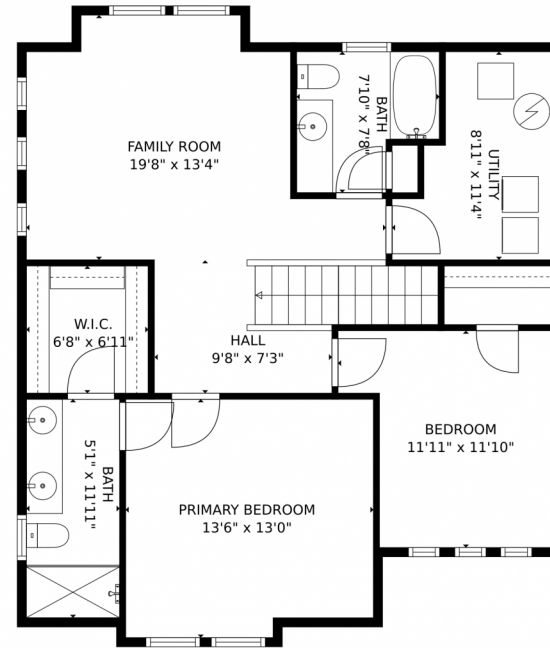 BATH
7'10" x 7'8"
FAMILY ROOM
19'8" x 13'4"
UTILITY
8'11" x 11'4"
W.I.C.
6'8" x 6'11"
HALL
9'8" x 7'3"
BEDROOM
11'11" x 11'10"
BATH
5'1" x 11'11"
PRIMARY BEDROOM
13'6" x 13'0"